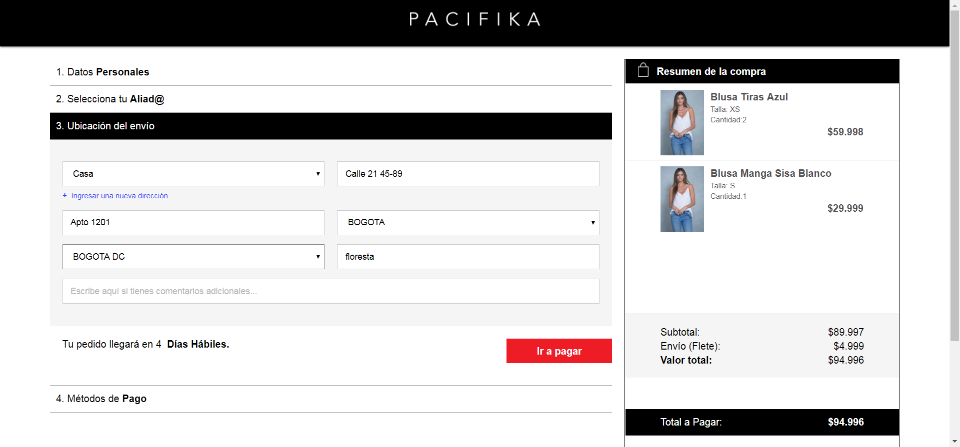 PACIFIKA
1. Datos Personales
2. Selecciona tu Aliad@
3. Ubicación del envío
Casa
Calle 21 45-89
+ Ingresar una nueva dirección
Apto 1201
BOGOTA
BOGOTA DC
floresta
Escribe aquí si tienes comentarios adicionales...
Tu pedido llegará en 4 Días Hábiles.
Ir a pagar
4. Métodos de Pago
Resumen de la compra
Blusa Tiras Azul
Talla: XS
Cantidad:2
$59.998
Blusa Manga Sisa Blanco
Talla: S
Cantidad:1
$29.999
Subtotal: $89.997
Envío (Flete): $4.999
Valor total: $94.996
Total a Pagar: $94.996